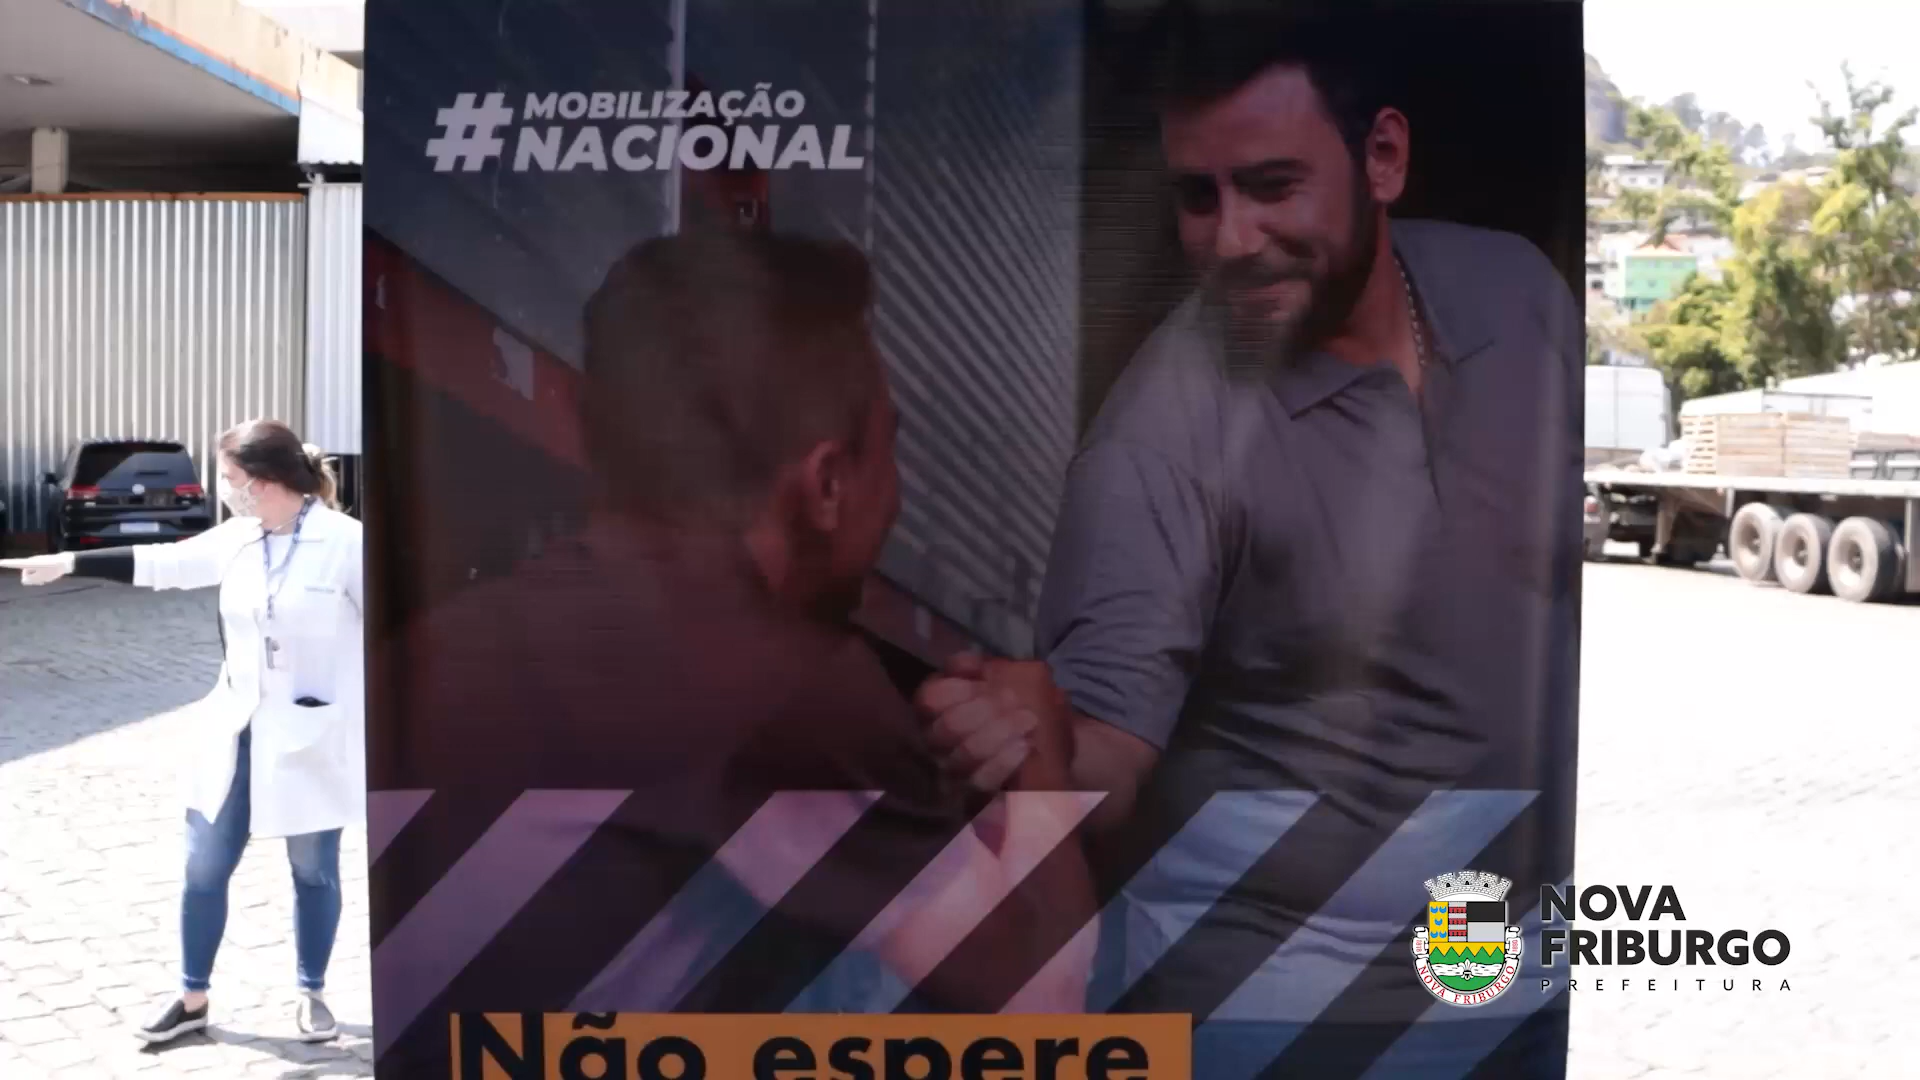 #MOBILIZAÇÃO
NACIONAL
Não espere
NOVA
FRIBURGO
PREFEITURA
NOVA FRIBURGO